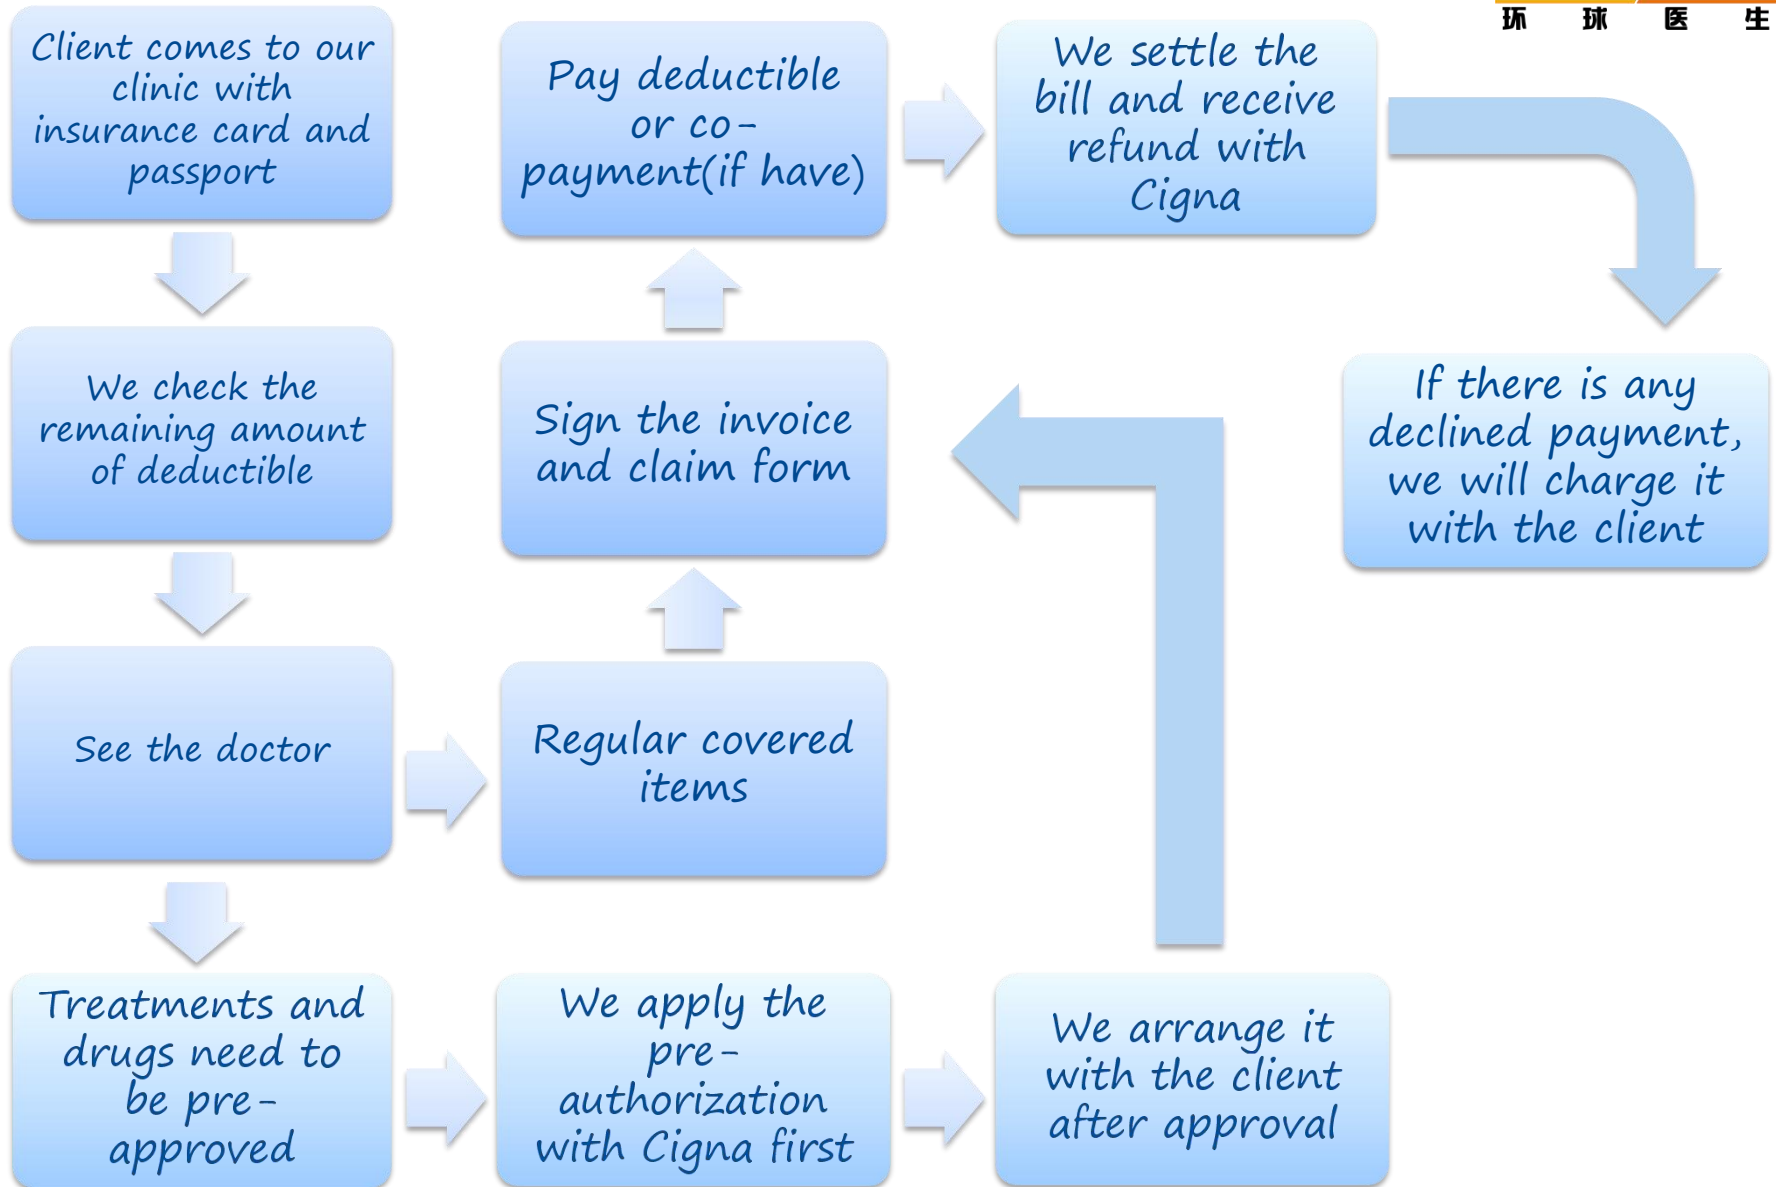 环 球 医 生
Client comes to our
clinic with
insurance card and
passport
We check the
remaining amount
of deductible
See the doctor
Treatments and
drugs need to
be pre-
approved
We apply the
pre-
authorization
with Cigna first
We arrange it
with the client
after approval
Regular covered
items
Sign the invoice
and claim form
Pay deductible
or co-
payment(if have)
We settle the
bill and receive
refund with
Cigna
If there is any
declined payment,
we will charge it
with the client